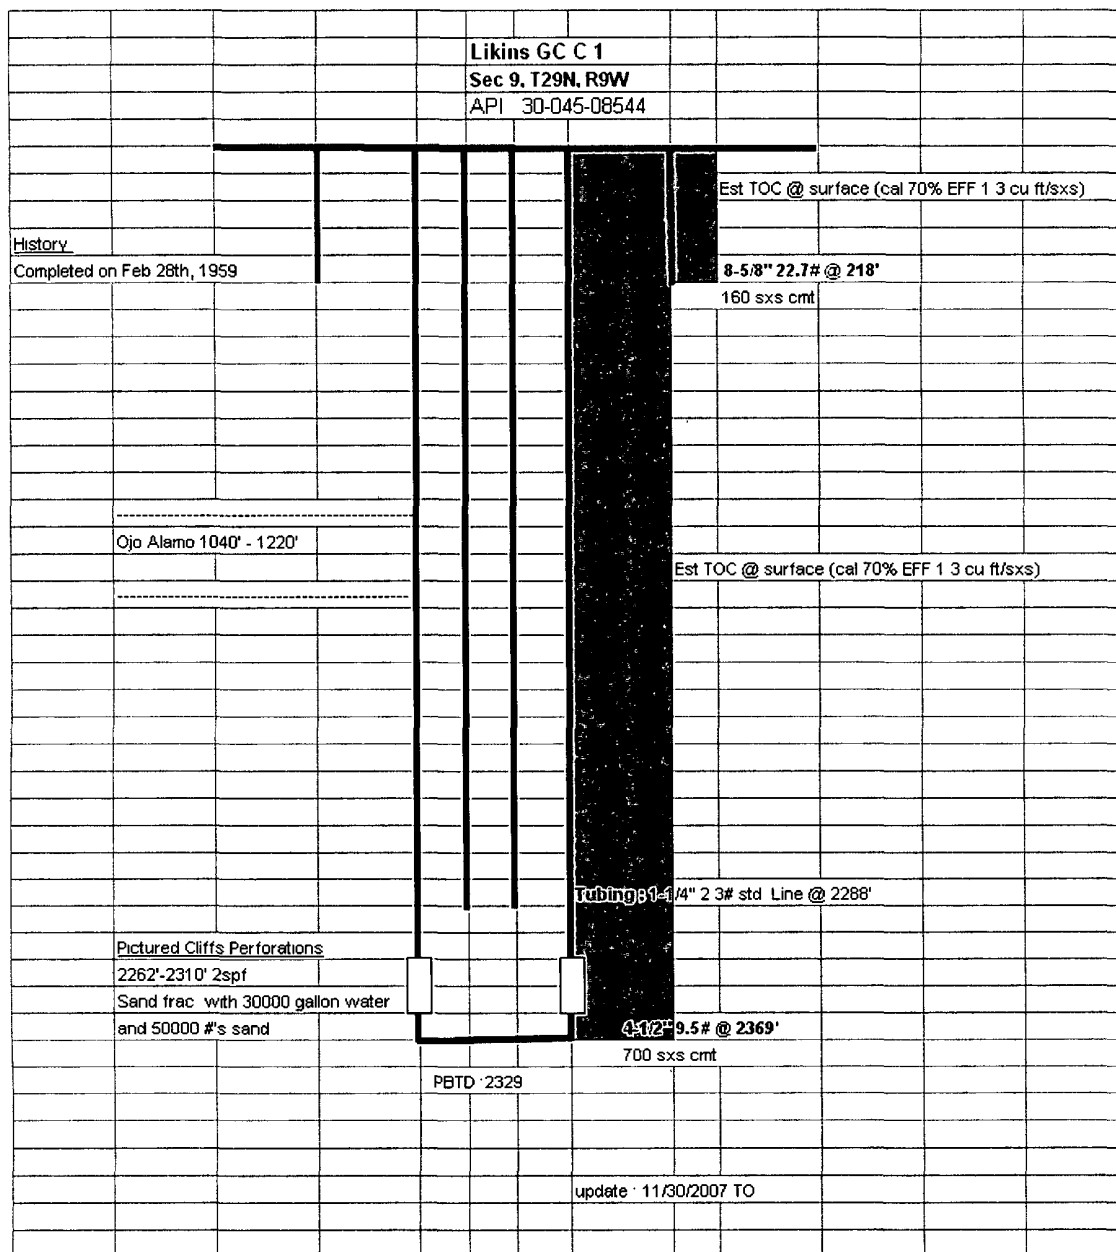 Likins GC C 1
Sec 9, T29N, R9W
API 30-045-08544
Est TOC @ surface (cal 70% EFF 1 3 cu ft/sxs)
History
Completed on Feb 28th, 1959
8-5/8" 22.7# @ 218'
160 sxs cmt
Ojo Alamo 1040' - 1220'
Est TOC @ surface (cal 70% EFF 1 3 cu ft/sxs)
Tubing : 1-1/4" 2 3# std Line @ 2288'
Pictured Cliffs Perforations
2262'-2310' 2spf
Sand frac with 30000 gallon water
and 50000 #'s sand
4-1/2" 9.5# @ 2369'
700 sxs cmt
PBTD : 2329
update : 11/30/2007 TO